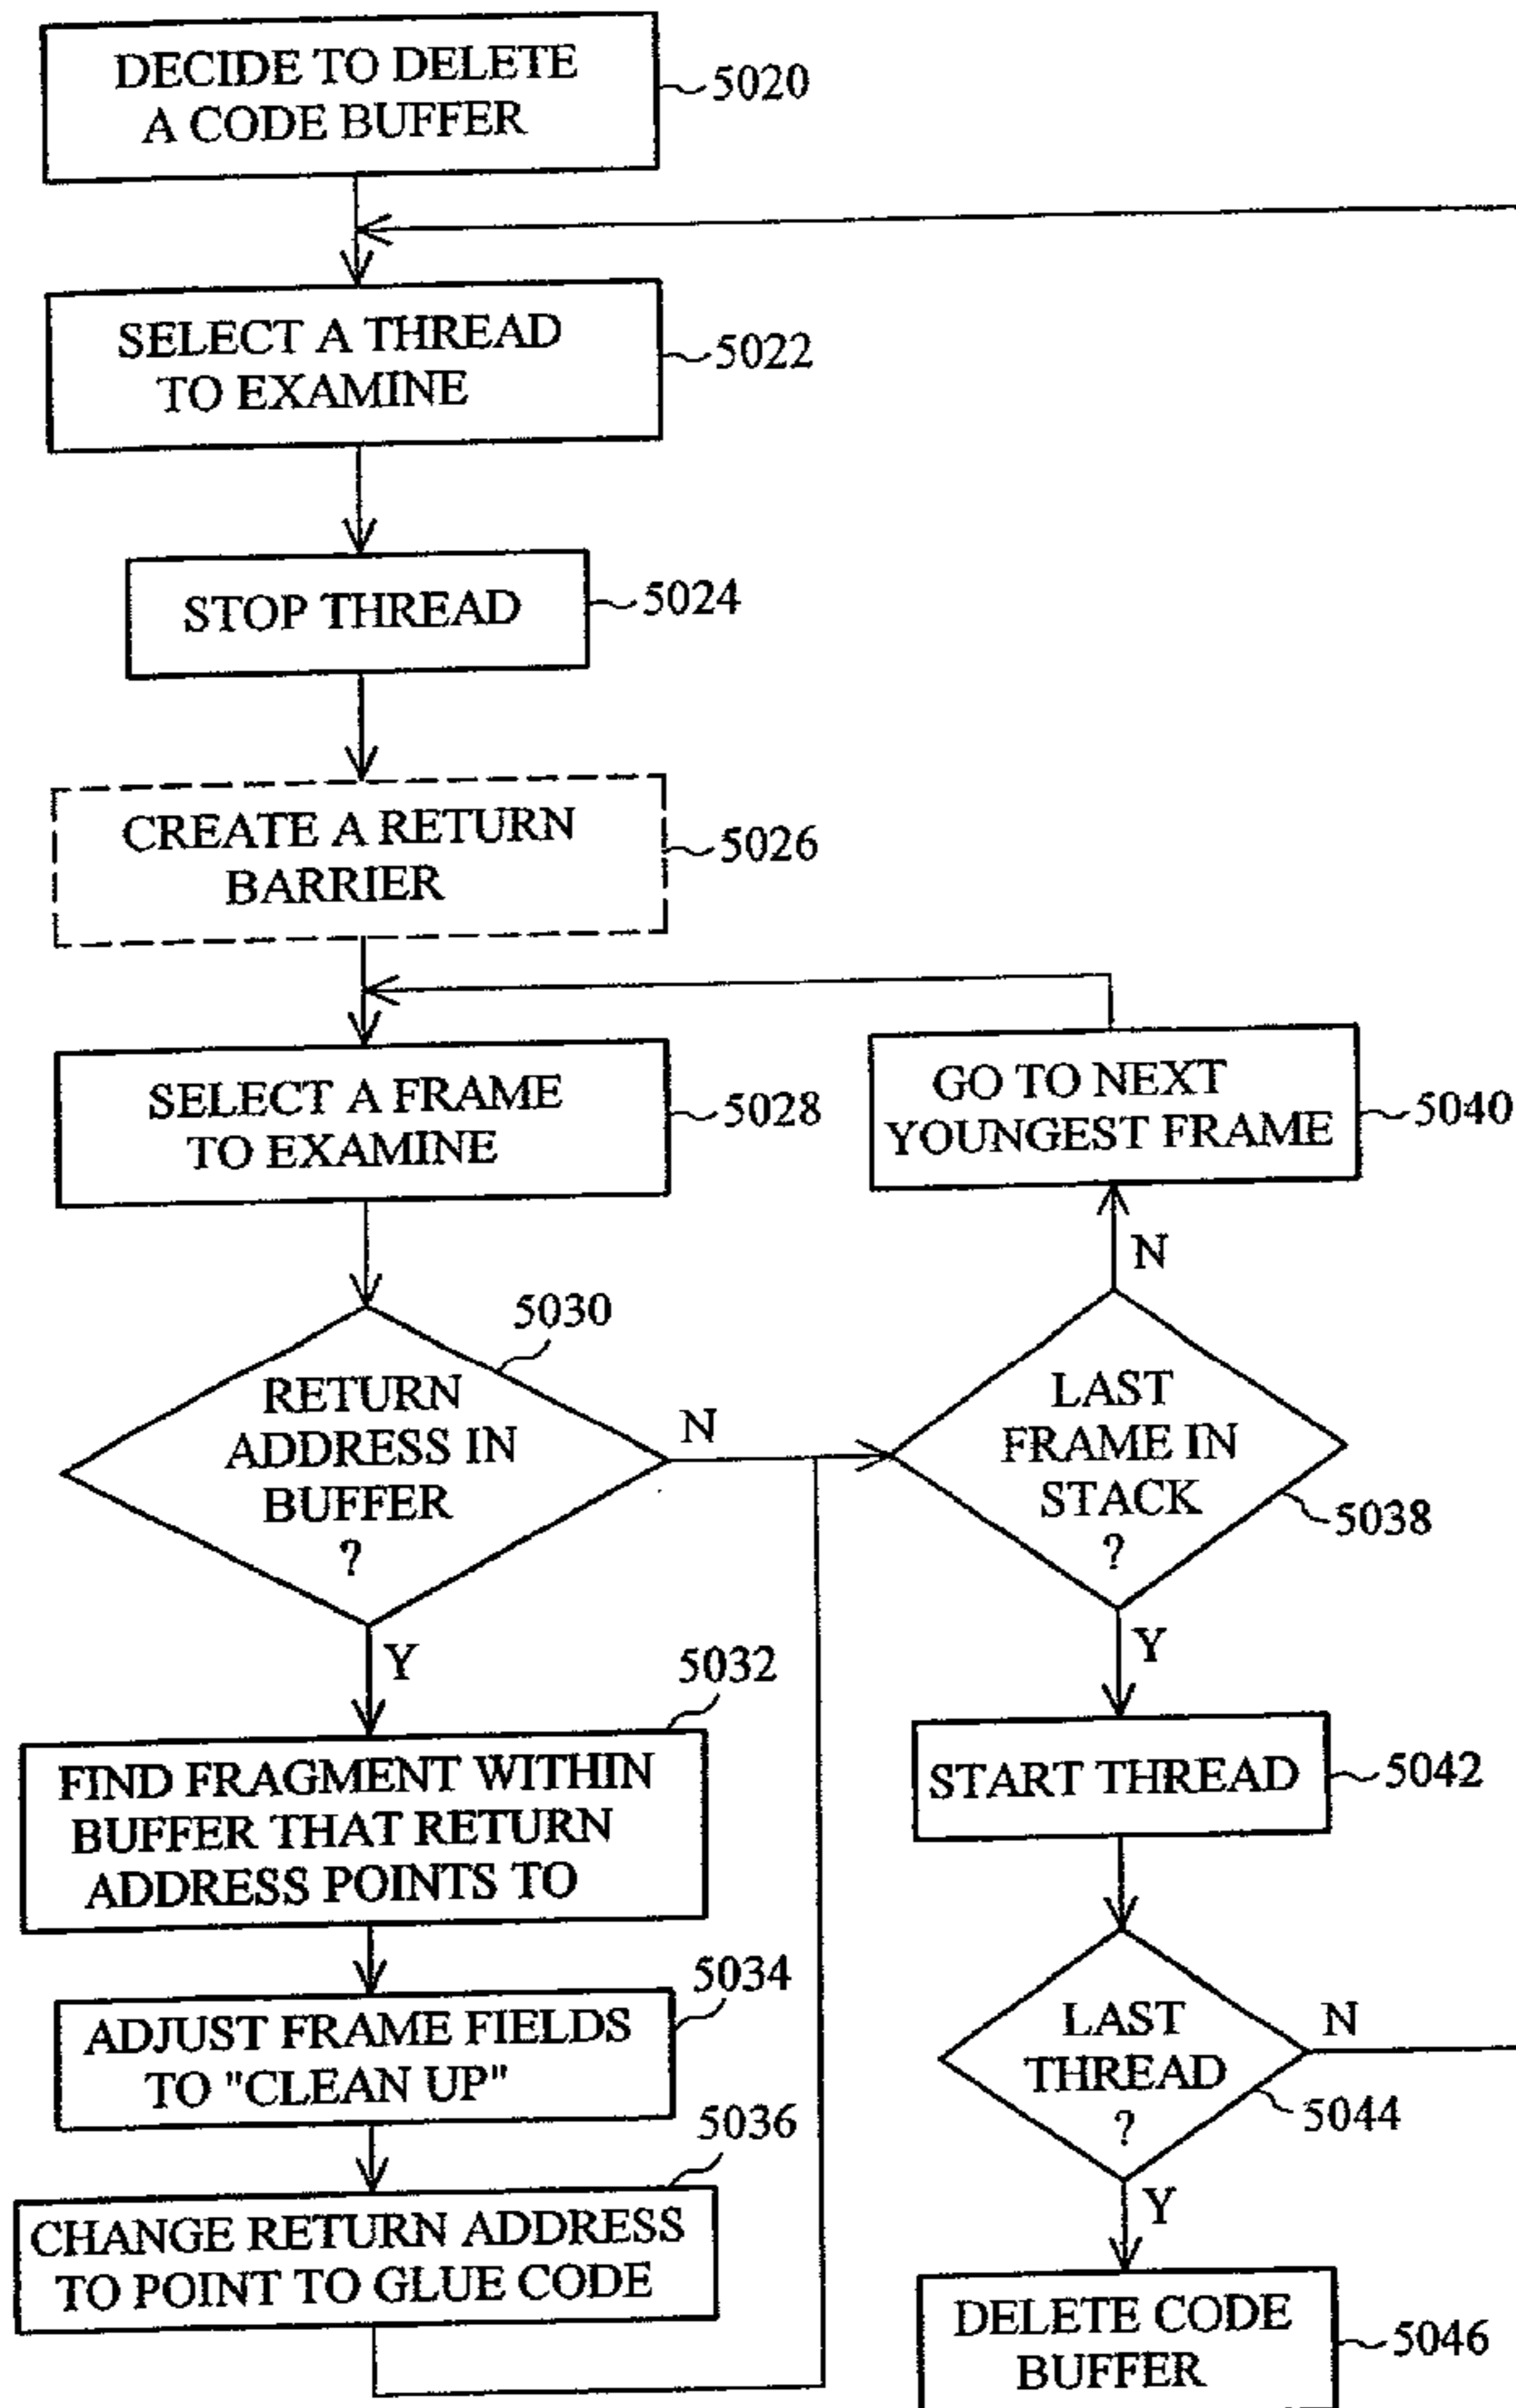 DECIDE TO DELETE
A CODE BUFFER
5020
SELECT A THREAD
TO EXAMINE
5022
STOP THREAD
5024
CREATE A RETURN
BARRIER
5026
SELECT A FRAME
TO EXAMINE
5028
GO TO NEXT
YOUNGEST FRAME
5040
N
5030
RETURN
ADDRESS IN
BUFFER
?
N
LAST
FRAME IN
STACK
?
5038
Y
Y
5032
FIND FRAGMENT WITHIN
BUFFER THAT RETURN
ADDRESS POINTS TO
START THREAD
5042
5034
ADJUST FRAME FIELDS
TO "CLEAN UP"
LAST
THREAD
?
N
5044
5036
CHANGE RETURN ADDRESS
TO POINT TO GLUE CODE
Y
DELETE CODE
BUFFER
5046